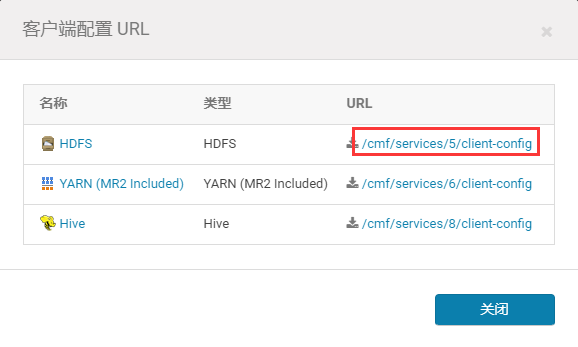 客户端配置 URL
名称 类型 URL
HDFS HDFS /cmf/services/5/client-config
YARN (MR2 Included) YARN (MR2 Included) /cmf/services/6/client-config
Hive Hive /cmf/services/8/client-config
关闭